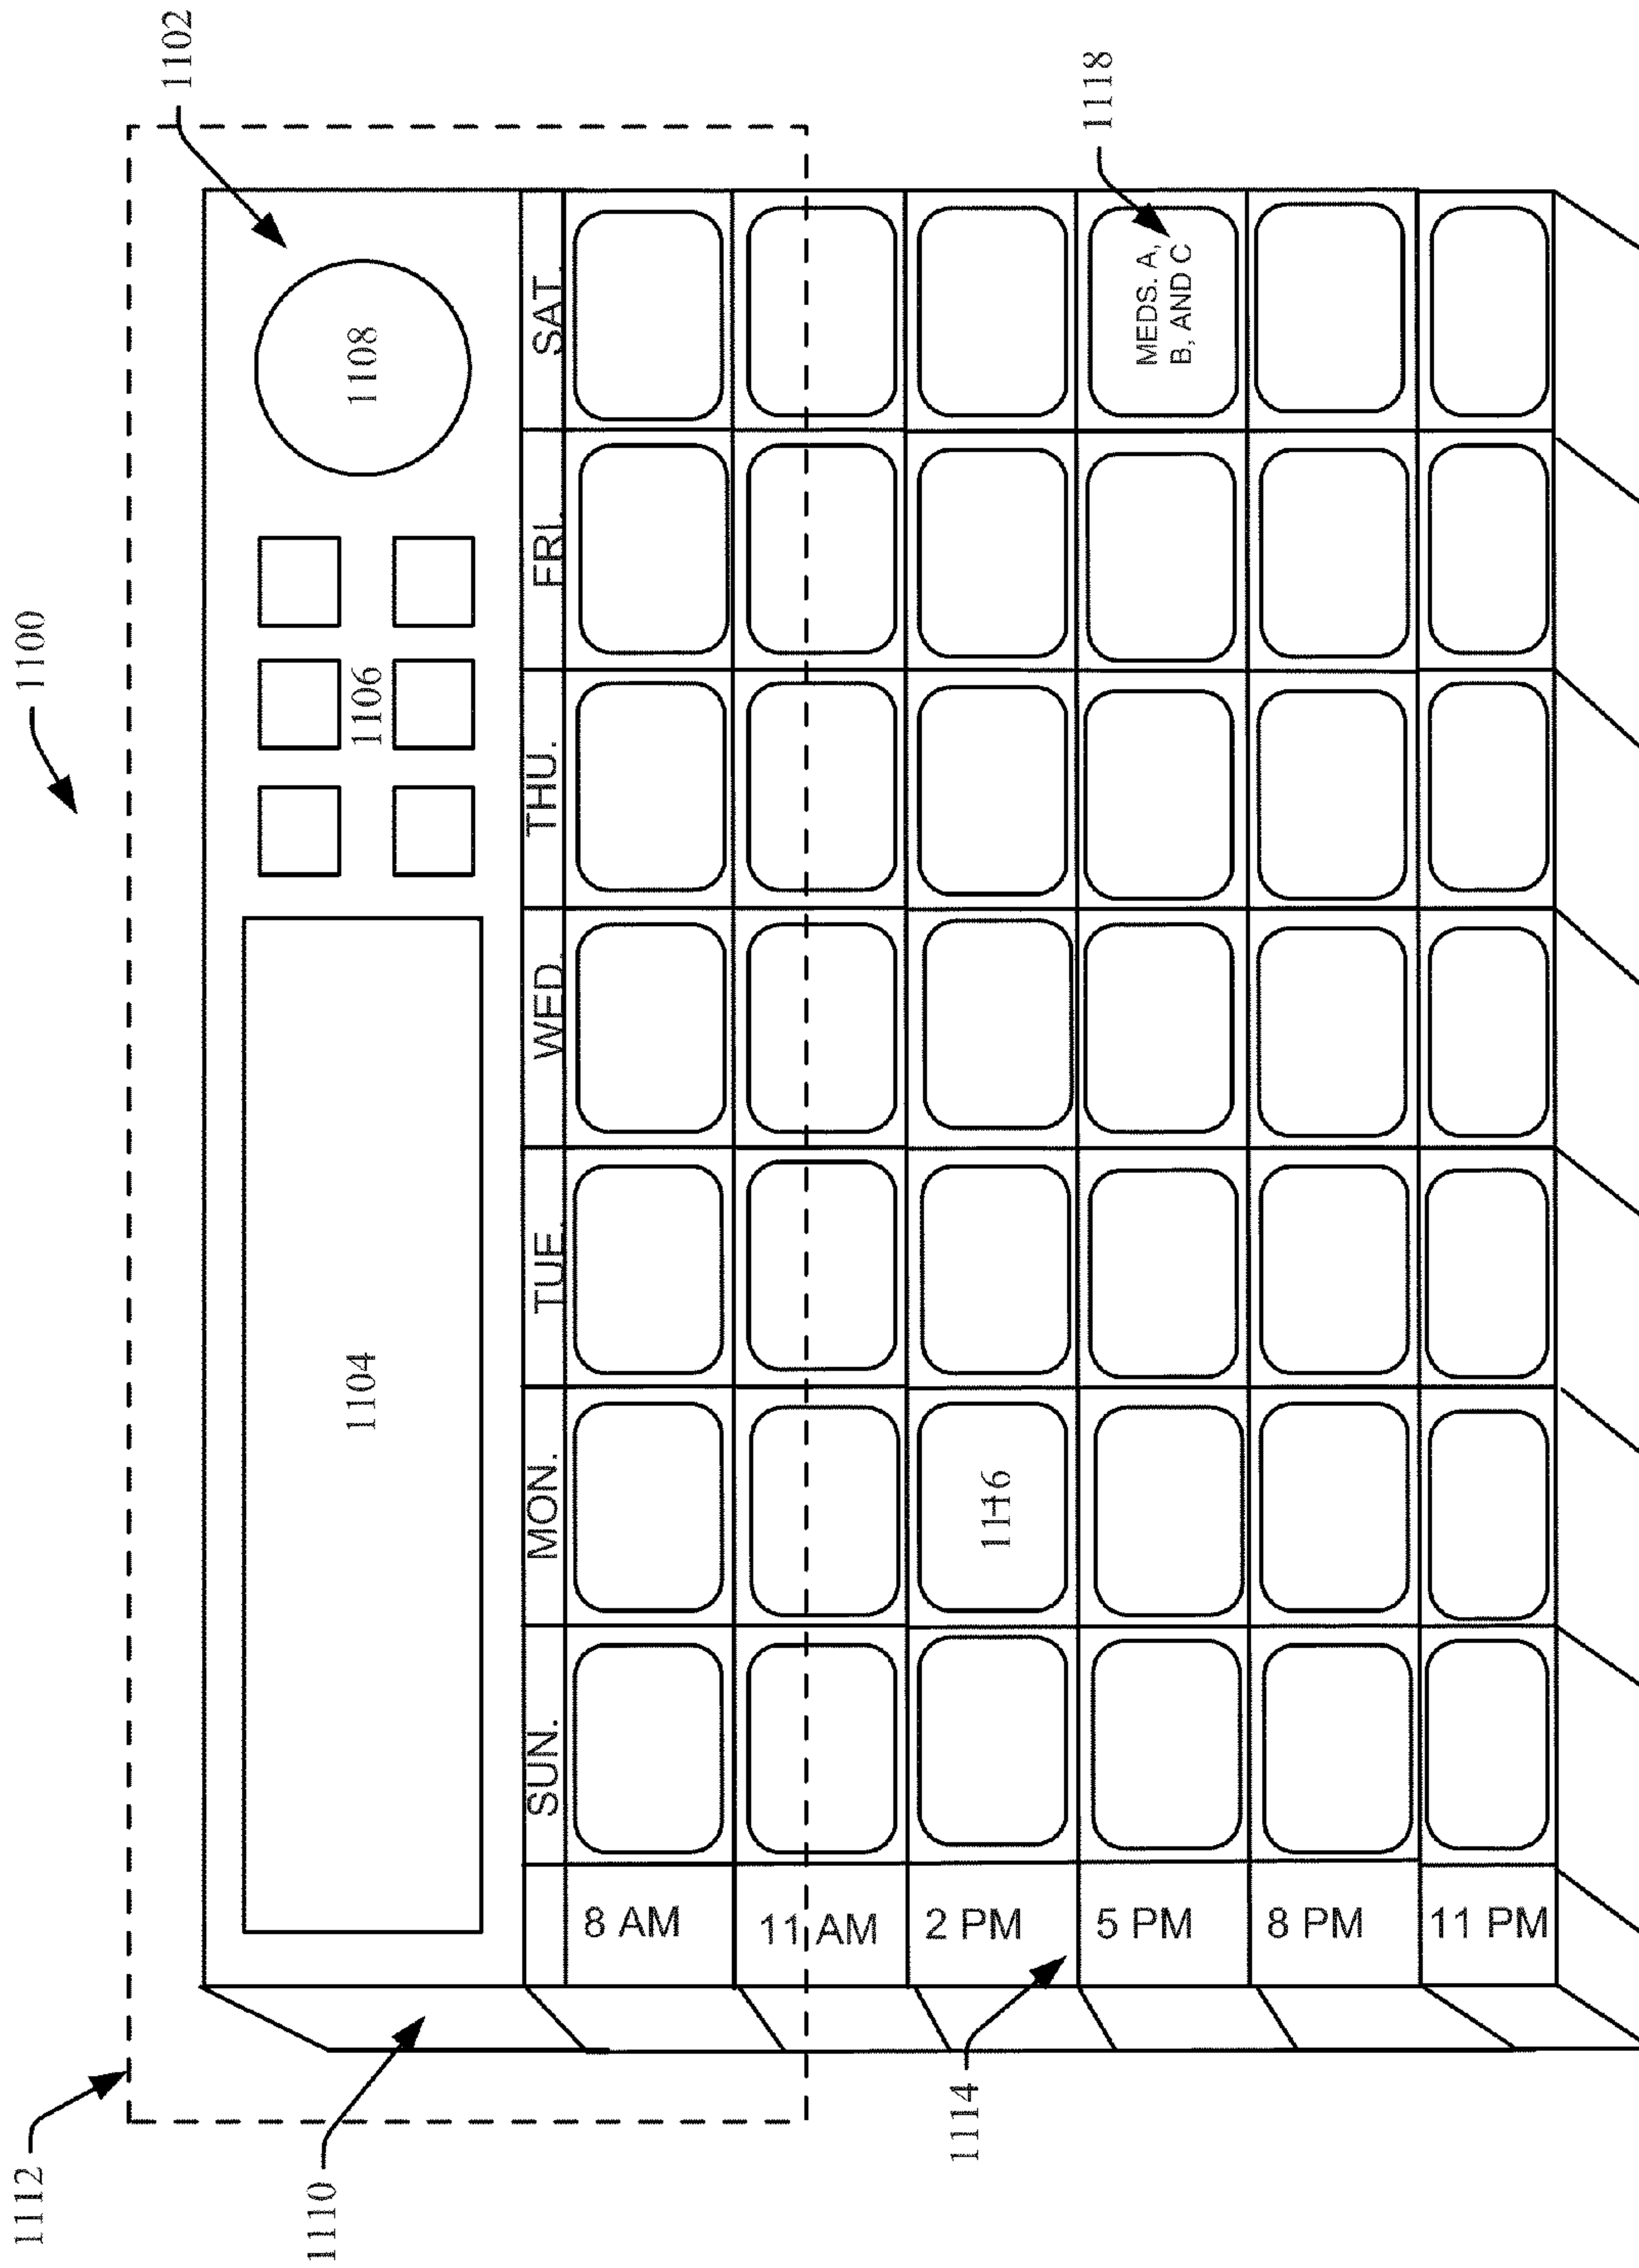 1100
1112
1102
1110
1104
1106
1108
SUN.
MON.
TUE.
WED.
THU.
FRI.
SAT.
8 AM
11 AM
2 PM
1116
5 PM
MEDS. A,
B, AND C
1118
1114
8 PM
11 PM